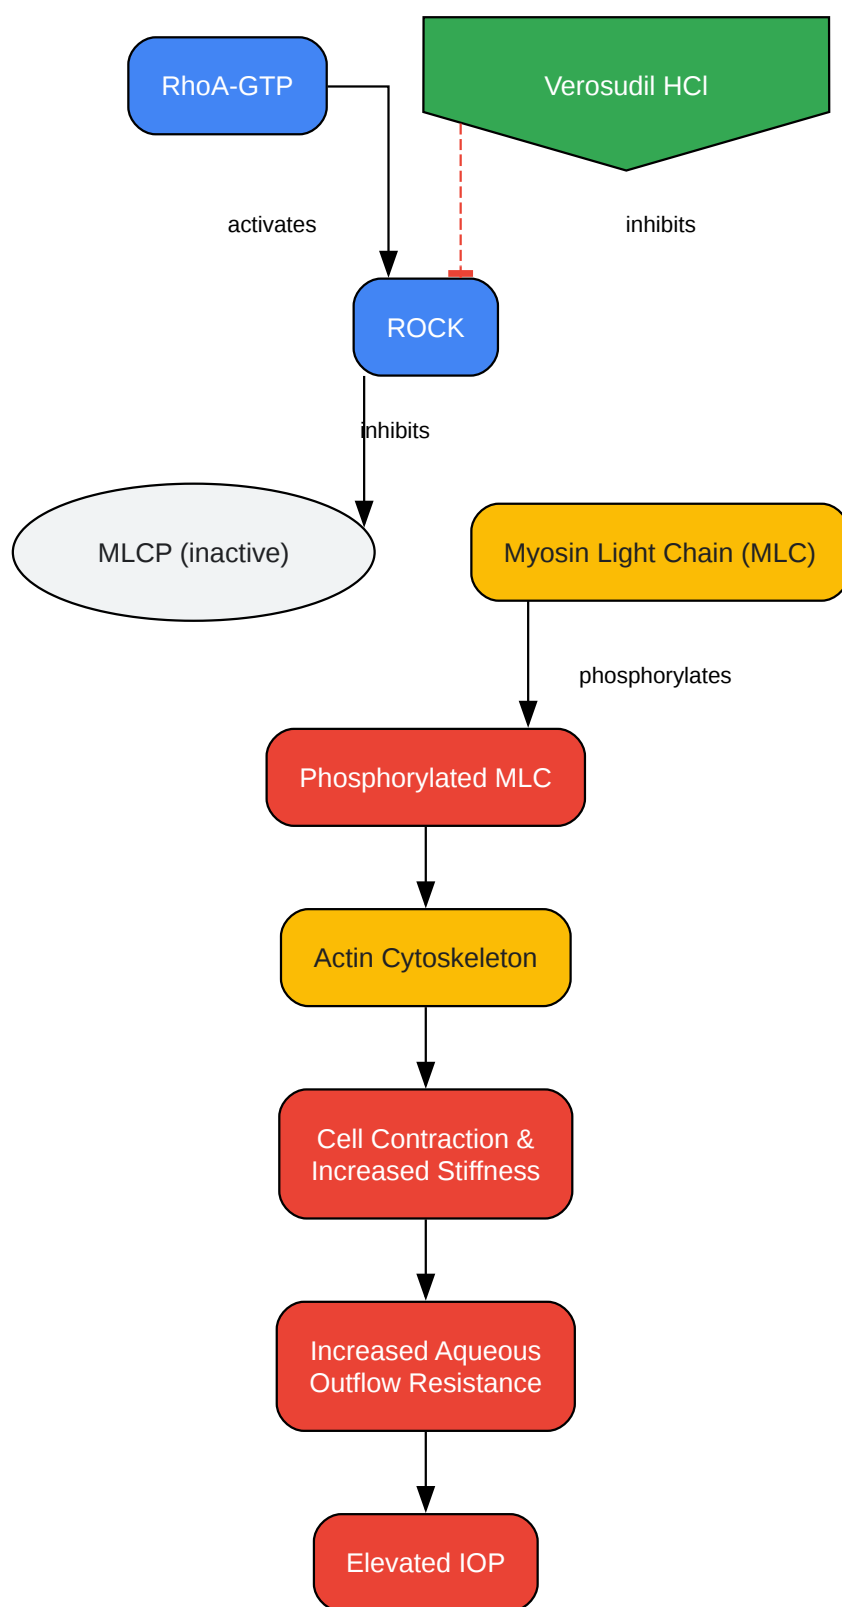 RhoA-GTP
Verosudil HCl
activates
inhibits
ROCK
inhibits
MLCP (inactive)
Myosin Light Chain (MLC)
phosphorylates
Phosphorylated MLC
Actin Cytoskeleton
Cell Contraction &
Increased Stiffness
Increased Aqueous
Outflow Resistance
Elevated IOP